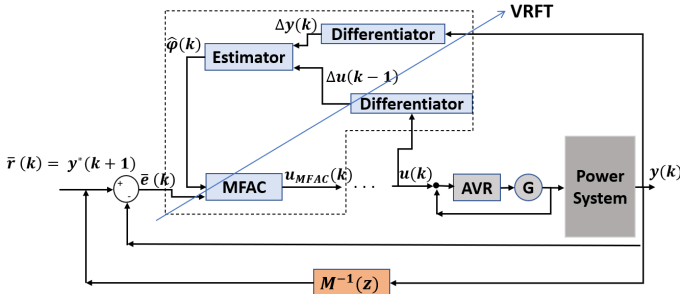 VRFT
Δy(k)
Differentiator
φ̂(k)
Estimator
Δu(k−1)
Differentiator
r̄ (k) = y*(k+1)
+
-
ē (k)
MFAC
u_MFAC(k)
. . .
u(k)
AVR
G
Power
System
y(k)
M⁻¹(z)